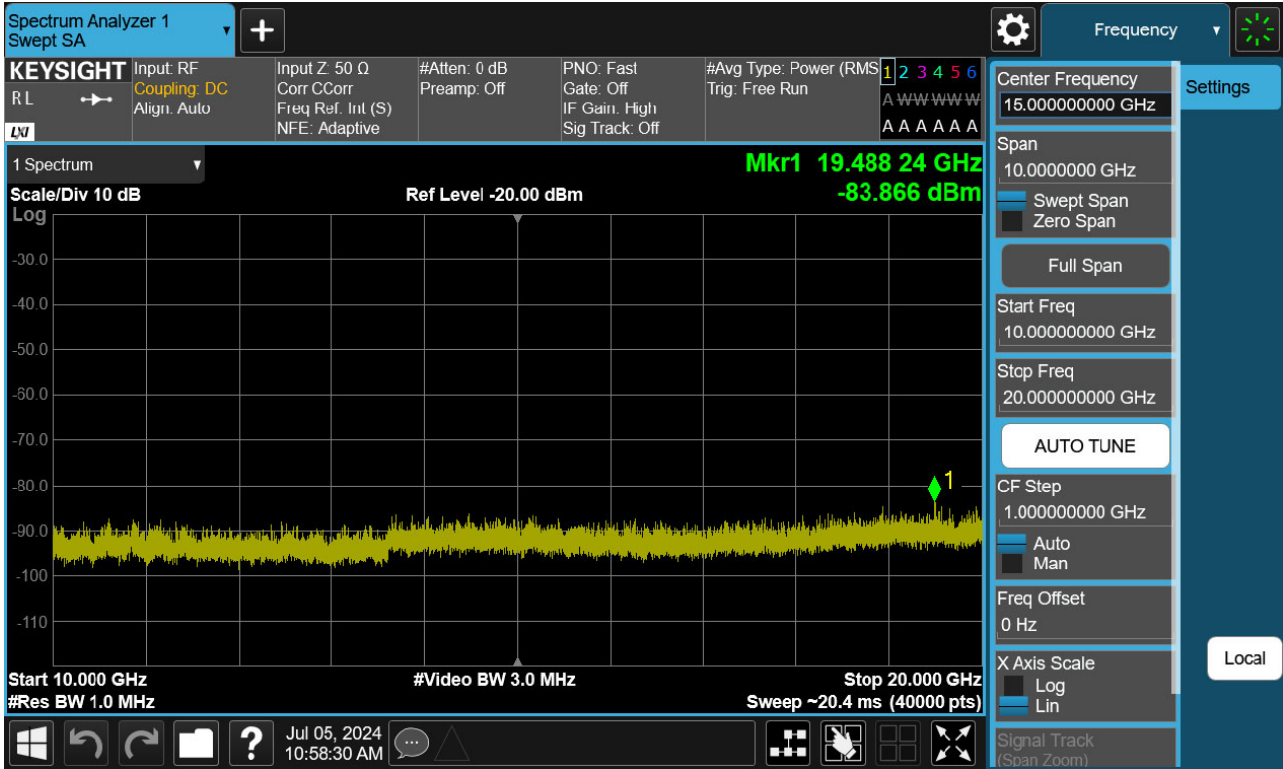 Spectrum Analyzer 1
Swept SA
Frequency
KEYSIGHT
RL
LXI
Input: RF
Coupling: DC
Align: Auto
Input Z: 50 Ω
Corr CCorr
Freq Ref: Int (S)
NFE: Adaptive
#Atten: 0 dB
Preamp: Off
PNO: Fast
Gate: Off
IF Gain: High
Sig Track: Off
#Avg Type: Power (RMS
Trig: Free Run
1 2 3 4 5 6
A W W W W W
A A A A A A
1 Spectrum
Scale/Div 10 dB
Ref Level -20.00 dBm
Mkr1 19.488 24 GHz
-83.866 dBm
Log
-30.0
-40.0
-50.0
-60.0
-70.0
-80.0
-90.0
-100
-110
1
Start 10.000 GHz
#Video BW 3.0 MHz
Stop 20.000 GHz
#Res BW 1.0 MHz
Sweep ~20.4 ms (40000 pts)
Center Frequency
15.000000000 GHz
Span
10.0000000 GHz
Swept Span
Zero Span
Full Span
Start Freq
10.000000000 GHz
Stop Freq
20.000000000 GHz
AUTO TUNE
CF Step
1.000000000 GHz
Auto
Man
Freq Offset
0 Hz
X Axis Scale
Log
Lin
Signal Track
(Span Zoom)
Settings
Local
?
Jul 05, 2024
10:58:30 AM